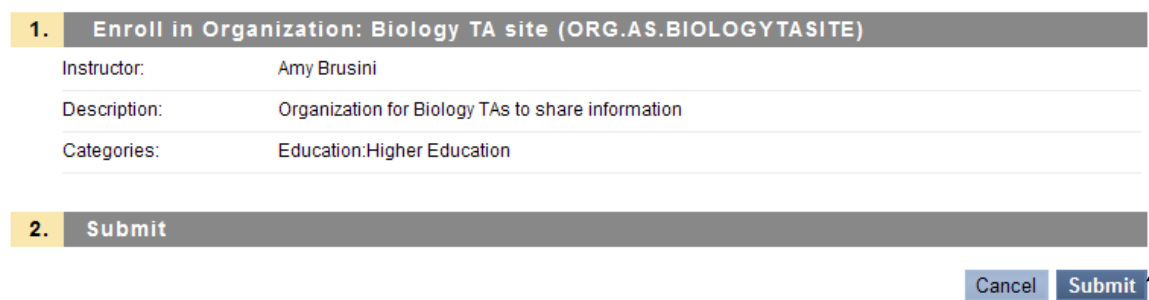 1. Enroll in Organization: Biology TA site (ORG.AS.BIOLOGYTASITE)
Instructor: Amy Brusini
Description: Organization for Biology TAs to share information
Categories: Education:Higher Education
2. Submit
Cancel Submit